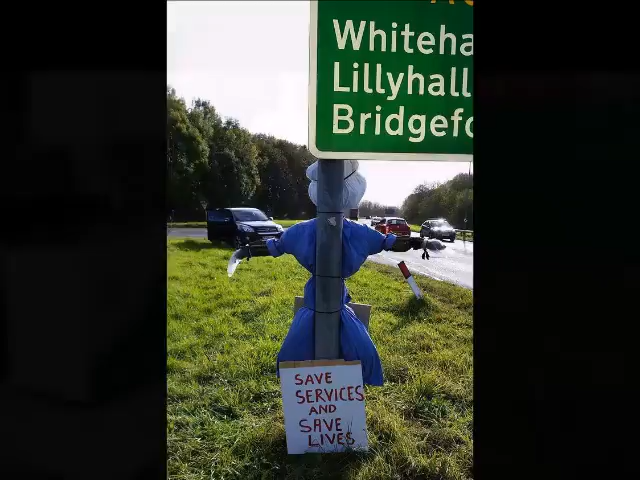 Whiteha
Lillyhall
Bridgefo
SAVE
SERVICES
AND
SAVE
LIVES